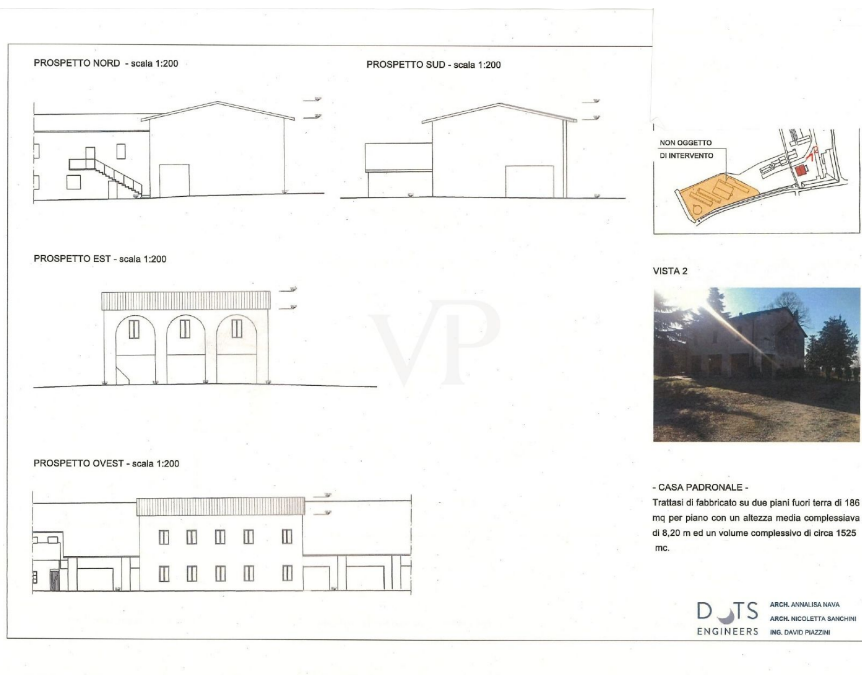 PROSPETTO NORD - scala 1:200
PROSPETTO SUD - scala 1:200
NON OGGETTO
DI INTERVENTO
PROSPETTO EST - scala 1:200
VISTA 2
VP
PROSPETTO OVEST - scala 1:200
- CASA PADRONALE -
Trattasi di fabbricato su due piani fuori terra di 186
mq per piano con un altezza media complessiava
di 8,20 m ed un volume complessivo di circa 1525
mc.
DOTS
ENGINEERS
ARCH. ANNALISA NAVA
ARCH. NICOLETTA SANCHINI
ING. DAVID PIAZZINI